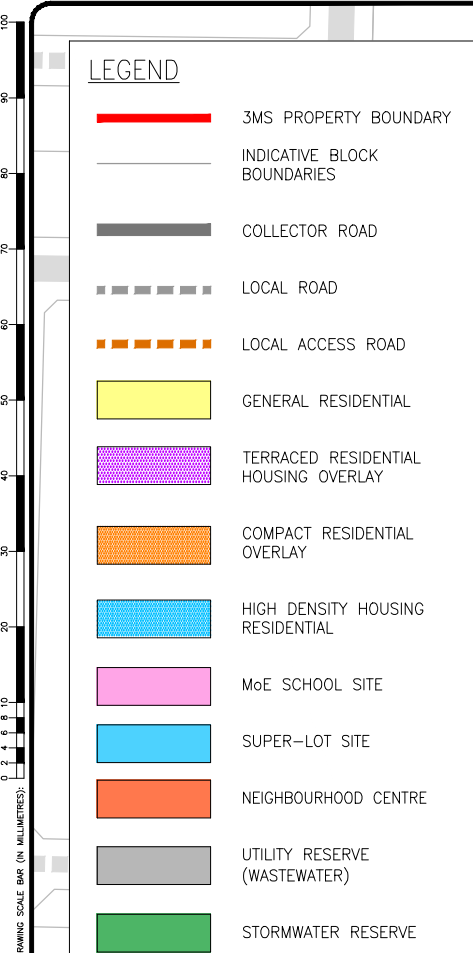 LEGEND
3MS PROPERTY BOUNDARY
INDICATIVE BLOCK
BOUNDARIES
COLLECTOR ROAD
LOCAL ROAD
LOCAL ACCESS ROAD
GENERAL RESIDENTIAL
TERRACED RESIDENTIAL
HOUSING OVERLAY
COMPACT RESIDENTIAL
OVERLAY
HIGH DENSITY HOUSING
RESIDENTIAL
MoE SCHOOL SITE
SUPER-LOT SITE
NEIGHBOURHOOD CENTRE
UTILITY RESERVE
(WASTEWATER)
STORMWATER RESERVE
100
90
80
70
60
50
40
30
20
10
8
6
4
2
0
RAWING SCALE BAR (IN MILLIMETRES):